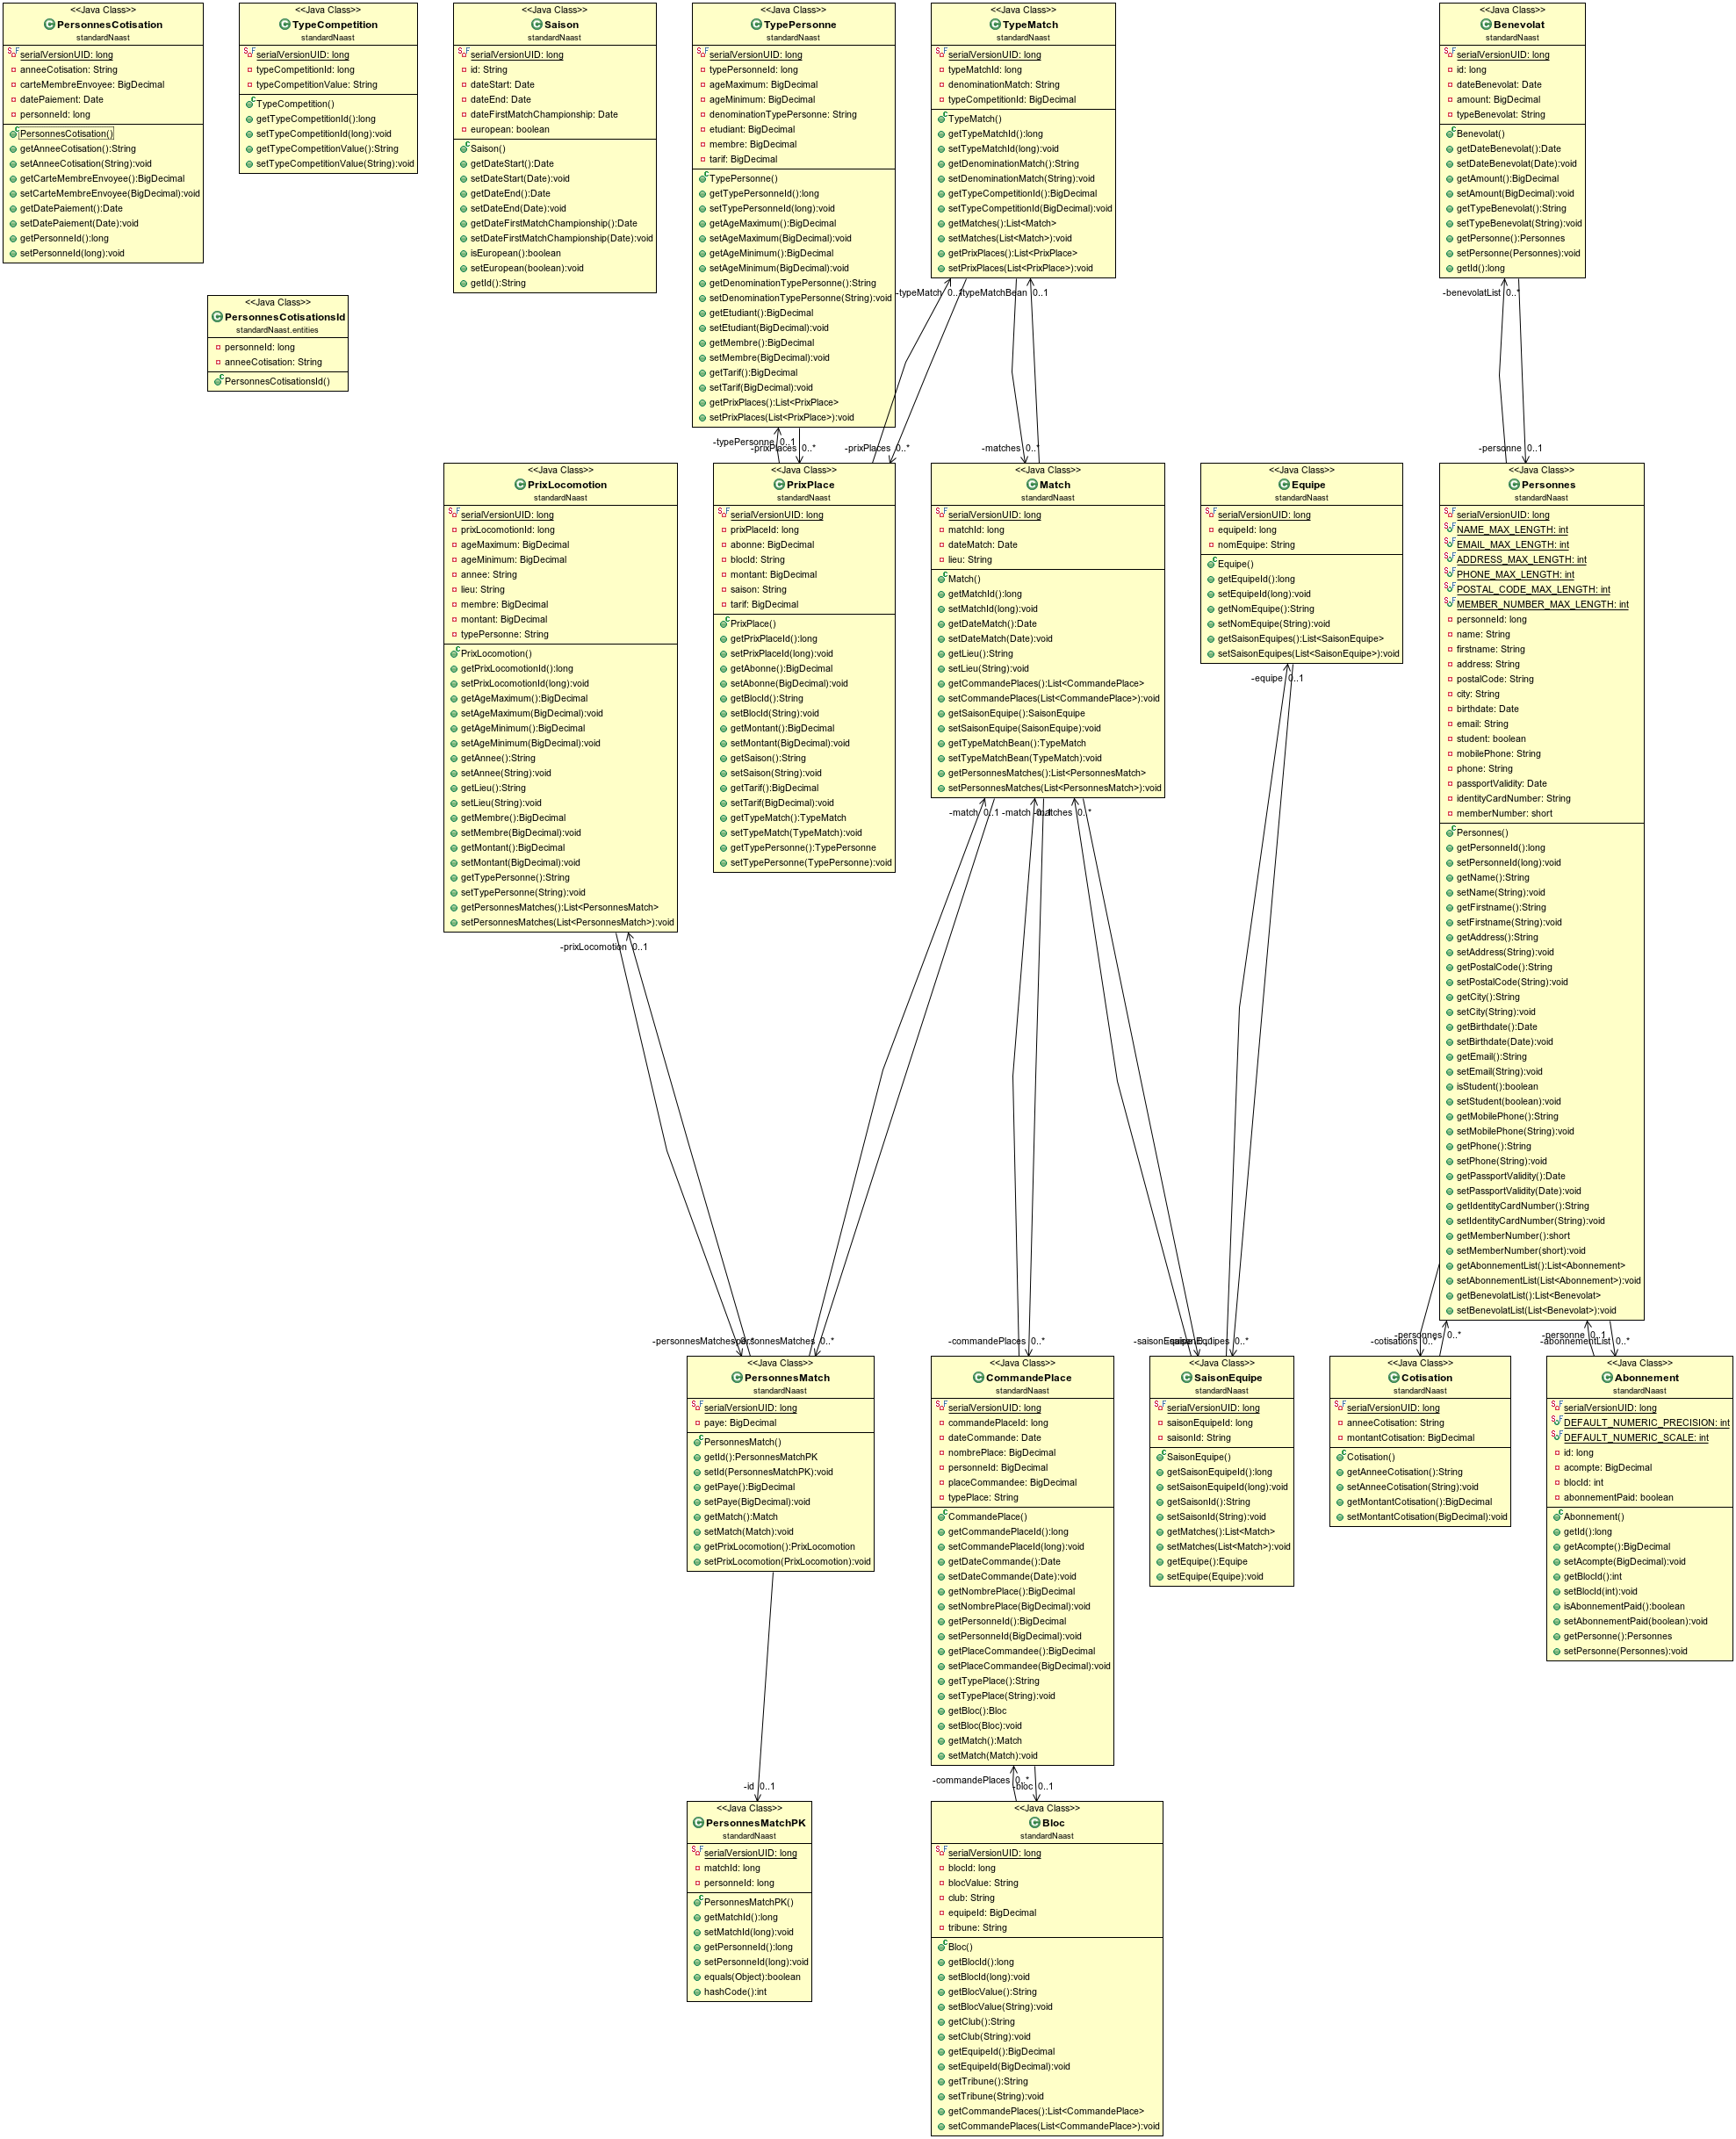 <<Java Class>>
PersonnesCotisation
standardNaast
serialVersionUID: long
anneeCotisation: String
carteMembreEnvoyee: BigDecimal
datePaiement: Date
personneId: long
PersonnesCotisation()
getAnneeCotisation():String
setAnneeCotisation(String):void
getCarteMembreEnvoyee():BigDecimal
setCarteMembreEnvoyee(BigDecimal):void
getDatePaiement():Date
setDatePaiement(Date):void
getPersonneId():long
setPersonneId(long):void
<<Java Class>>
TypeCompetition
standardNaast
serialVersionUID: long
typeCompetitionId: long
typeCompetitionValue: String
TypeCompetition()
getTypeCompetitionId():long
setTypeCompetitionId(long):void
getTypeCompetitionValue():String
setTypeCompetitionValue(String):void
<<Java Class>>
Saison
standardNaast
serialVersionUID: long
id: String
dateStart: Date
dateEnd: Date
dateFirstMatchChampionship: Date
european: boolean
Saison()
getDateStart():Date
setDateStart(Date):void
getDateEnd():Date
setDateEnd(Date):void
getDateFirstMatchChampionship():Date
setDateFirstMatchChampionship(Date):void
isEuropean():boolean
setEuropean(boolean):void
getId():String
<<Java Class>>
TypePersonne
standardNaast
serialVersionUID: long
typePersonneId: long
ageMaximum: BigDecimal
ageMinimum: BigDecimal
denominationTypePersonne: String
etudiant: BigDecimal
membre: BigDecimal
tarif: BigDecimal
TypePersonne()
getTypePersonneId():long
setTypePersonneId(long):void
getAgeMaximum():BigDecimal
setAgeMaximum(BigDecimal):void
getAgeMinimum():BigDecimal
setAgeMinimum(BigDecimal):void
getDenominationTypePersonne():String
setDenominationTypePersonne(String):void
getEtudiant():BigDecimal
setEtudiant(BigDecimal):void
getMembre():BigDecimal
setMembre(BigDecimal):void
getTarif():BigDecimal
setTarif(BigDecimal):void
getPrixPlaces():List<PrixPlace>
setPrixPlaces(List<PrixPlace>):void
<<Java Class>>
TypeMatch
standardNaast
serialVersionUID: long
typeMatchId: long
denominationMatch: String
typeCompetitionId: BigDecimal
TypeMatch()
getTypeMatchId():long
setTypeMatchId(long):void
getDenominationMatch():String
setDenominationMatch(String):void
getTypeCompetitionId():BigDecimal
setTypeCompetitionId(BigDecimal):void
getMatches():List<Match>
setMatches(List<Match>):void
getPrixPlaces():List<PrixPlace>
setPrixPlaces(List<PrixPlace>):void
<<Java Class>>
Benevolat
standardNaast
serialVersionUID: long
id: long
dateBenevolat: Date
amount: BigDecimal
typeBenevolat: String
Benevolat()
getDateBenevolat():Date
setDateBenevolat(Date):void
getAmount():BigDecimal
setAmount(BigDecimal):void
getTypeBenevolat():String
setTypeBenevolat(String):void
getPersonne():Personnes
setPersonne(Personnes):void
getId():long
<<Java Class>>
PersonnesCotisationsId
standardNaast.entities
personneId: long
anneeCotisation: String
PersonnesCotisationsId()
-typeMatch 0..1
-typeMatchBean 0..1
-benevolatList 0..*
-typePersonne 0..1
-prixPlaces 0..*
-prixPlaces 0..*
-matches 0..*
-personne 0..1
<<Java Class>>
PrixLocomotion
standardNaast
serialVersionUID: long
prixLocomotionId: long
ageMaximum: BigDecimal
ageMinimum: BigDecimal
annee: String
lieu: String
membre: BigDecimal
montant: BigDecimal
typePersonne: String
PrixLocomotion()
getPrixLocomotionId():long
setPrixLocomotionId(long):void
getAgeMaximum():BigDecimal
setAgeMaximum(BigDecimal):void
getAgeMinimum():BigDecimal
setAgeMinimum(BigDecimal):void
getAnnee():String
setAnnee(String):void
getLieu():String
setLieu(String):void
getMembre():BigDecimal
setMembre(BigDecimal):void
getMontant():BigDecimal
setMontant(BigDecimal):void
getTypePersonne():String
setTypePersonne(String):void
getPersonnesMatches():List<PersonnesMatch>
setPersonnesMatches(List<PersonnesMatch>):void
<<Java Class>>
PrixPlace
standardNaast
serialVersionUID: long
prixPlaceId: long
abonne: BigDecimal
blocId: String
montant: BigDecimal
saison: String
tarif: BigDecimal
PrixPlace()
getPrixPlaceId():long
setPrixPlaceId(long):void
getAbonne():BigDecimal
setAbonne(BigDecimal):void
getBlocId():String
setBlocId(String):void
getMontant():BigDecimal
setMontant(BigDecimal):void
getSaison():String
setSaison(String):void
getTarif():BigDecimal
setTarif(BigDecimal):void
getTypeMatch():TypeMatch
setTypeMatch(TypeMatch):void
getTypePersonne():TypePersonne
setTypePersonne(TypePersonne):void
<<Java Class>>
Match
standardNaast
serialVersionUID: long
matchId: long
dateMatch: Date
lieu: String
Match()
getMatchId():long
setMatchId(long):void
getDateMatch():Date
setDateMatch(Date):void
getLieu():String
setLieu(String):void
getCommandePlaces():List<CommandePlace>
setCommandePlaces(List<CommandePlace>):void
getSaisonEquipe():SaisonEquipe
setSaisonEquipe(SaisonEquipe):void
getTypeMatchBean():TypeMatch
setTypeMatchBean(TypeMatch):void
getPersonnesMatches():List<PersonnesMatch>
setPersonnesMatches(List<PersonnesMatch>):void
<<Java Class>>
Equipe
standardNaast
serialVersionUID: long
equipeId: long
nomEquipe: String
Equipe()
getEquipeId():long
setEquipeId(long):void
getNomEquipe():String
setNomEquipe(String):void
getSaisonEquipes():List<SaisonEquipe>
setSaisonEquipes(List<SaisonEquipe>):void
<<Java Class>>
Personnes
standardNaast
serialVersionUID: long
NAME_MAX_LENGTH: int
EMAIL_MAX_LENGTH: int
ADDRESS_MAX_LENGTH: int
PHONE_MAX_LENGTH: int
POSTAL_CODE_MAX_LENGTH: int
MEMBER_NUMBER_MAX_LENGTH: int
personneId: long
name: String
firstname: String
address: String
postalCode: String
city: String
birthdate: Date
email: String
student: boolean
mobilePhone: String
phone: String
passportValidity: Date
identityCardNumber: String
memberNumber: short
Personnes()
getPersonneId():long
setPersonneId(long):void
getName():String
setName(String):void
getFirstname():String
setFirstname(String):void
getAddress():String
setAddress(String):void
getPostalCode():String
setPostalCode(String):void
getCity():String
setCity(String):void
getBirthdate():Date
setBirthdate(Date):void
getEmail():String
setEmail(String):void
isStudent():boolean
setStudent(boolean):void
getMobilePhone():String
setMobilePhone(String):void
getPhone():String
setPhone(String):void
getPassportValidity():Date
setPassportValidity(Date):void
getIdentityCardNumber():String
setIdentityCardNumber(String):void
getMemberNumber():short
setMemberNumber(short):void
getAbonnementList():List<Abonnement>
setAbonnementList(List<Abonnement>):void
getBenevolatList():List<Benevolat>
setBenevolatList(List<Benevolat>):void
-equipe 0..1
-match 0..1
-match 0..1
-matches 0..*
-prixLocomotion 0..1
-personnesMatches 0..*
-personnesMatches 0..*
-commandePlaces 0..*
-saisonEquipe 0..1
-saisonEquipes 0..*
-cotisations 0..*
-personnes 0..*
-personne 0..1
-abonnementList 0..*
<<Java Class>>
PersonnesMatch
standardNaast
serialVersionUID: long
paye: BigDecimal
PersonnesMatch()
getId():PersonnesMatchPK
setId(PersonnesMatchPK):void
getPaye():BigDecimal
setPaye(BigDecimal):void
getMatch():Match
setMatch(Match):void
getPrixLocomotion():PrixLocomotion
setPrixLocomotion(PrixLocomotion):void
<<Java Class>>
CommandePlace
standardNaast
serialVersionUID: long
commandePlaceId: long
dateCommande: Date
nombrePlace: BigDecimal
personneId: BigDecimal
placeCommandee: BigDecimal
typePlace: String
CommandePlace()
getCommandePlaceId():long
setCommandePlaceId(long):void
getDateCommande():Date
setDateCommande(Date):void
getNombrePlace():BigDecimal
setNombrePlace(BigDecimal):void
getPersonneId():BigDecimal
setPersonneId(BigDecimal):void
getPlaceCommandee():BigDecimal
setPlaceCommandee(BigDecimal):void
getTypePlace():String
setTypePlace(String):void
getBloc():Bloc
setBloc(Bloc):void
getMatch():Match
setMatch(Match):void
<<Java Class>>
SaisonEquipe
standardNaast
serialVersionUID: long
saisonEquipeId: long
saisonId: String
SaisonEquipe()
getSaisonEquipeId():long
setSaisonEquipeId(long):void
getSaisonId():String
setSaisonId(String):void
getMatches():List<Match>
setMatches(List<Match>):void
getEquipe():Equipe
setEquipe(Equipe):void
<<Java Class>>
Cotisation
standardNaast
serialVersionUID: long
anneeCotisation: String
montantCotisation: BigDecimal
Cotisation()
getAnneeCotisation():String
setAnneeCotisation(String):void
getMontantCotisation():BigDecimal
setMontantCotisation(BigDecimal):void
<<Java Class>>
Abonnement
standardNaast
serialVersionUID: long
DEFAULT_NUMERIC_PRECISION: int
DEFAULT_NUMERIC_SCALE: int
id: long
acompte: BigDecimal
blocId: int
abonnementPaid: boolean
Abonnement()
getId():long
getAcompte():BigDecimal
setAcompte(BigDecimal):void
getBlocId():int
setBlocId(int):void
isAbonnementPaid():boolean
setAbonnementPaid(boolean):void
getPersonne():Personnes
setPersonne(Personnes):void
-id 0..1
-commandePlaces 0..*
-bloc 0..1
<<Java Class>>
PersonnesMatchPK
standardNaast
serialVersionUID: long
matchId: long
personneId: long
PersonnesMatchPK()
getMatchId():long
setMatchId(long):void
getPersonneId():long
setPersonneId(long):void
equals(Object):boolean
hashCode():int
<<Java Class>>
Bloc
standardNaast
serialVersionUID: long
blocId: long
blocValue: String
club: String
equipeId: BigDecimal
tribune: String
Bloc()
getBlocId():long
setBlocId(long):void
getBlocValue():String
setBlocValue(String):void
getClub():String
setClub(String):void
getEquipeId():BigDecimal
setEquipeId(BigDecimal):void
getTribune():String
setTribune(String):void
getCommandePlaces():List<CommandePlace>
setCommandePlaces(List<CommandePlace>):void